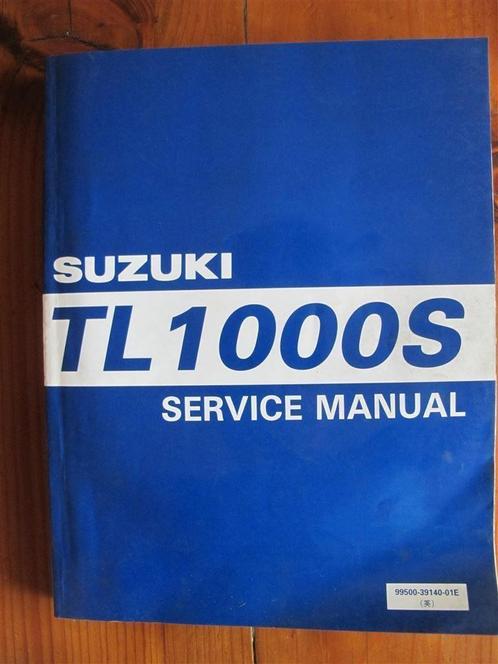 SUZUKI
TL1000S
SERVICE MANUAL
99500-39140-01E
(英)